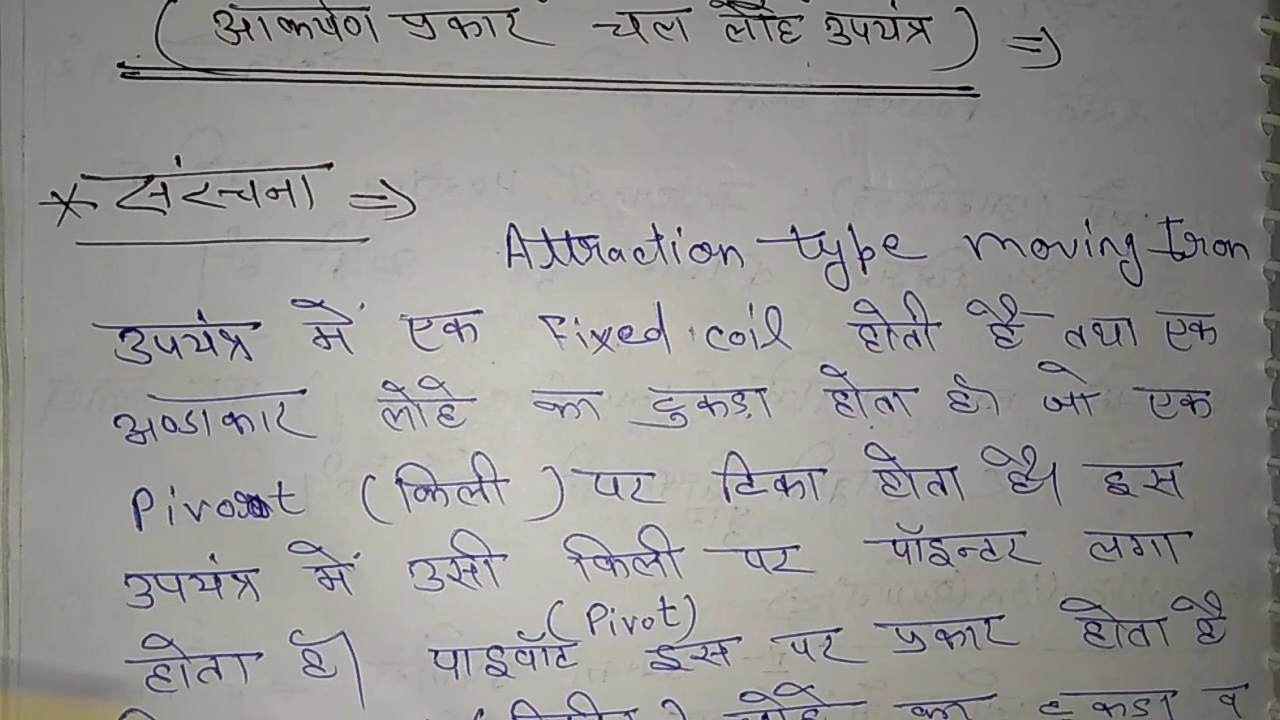 ( आकर्षण प्रकार चल लौह उपयंत्र ) ⇒
* संरचना ⇒
Attraction type moving Iron
उपयंत्र में एक Fixed coil होती है तथा एक
अण्डाकार लोहे का टुकड़ा होता है। जो एक
Pivot (किली) पर टिका होता है। इस
उपयंत्र में उसी किली पर पॉइन्टर लगा
(Pivot)
होता है। पाइवॉट इस पर प्रकार होता है
लोहे का टुकडा व